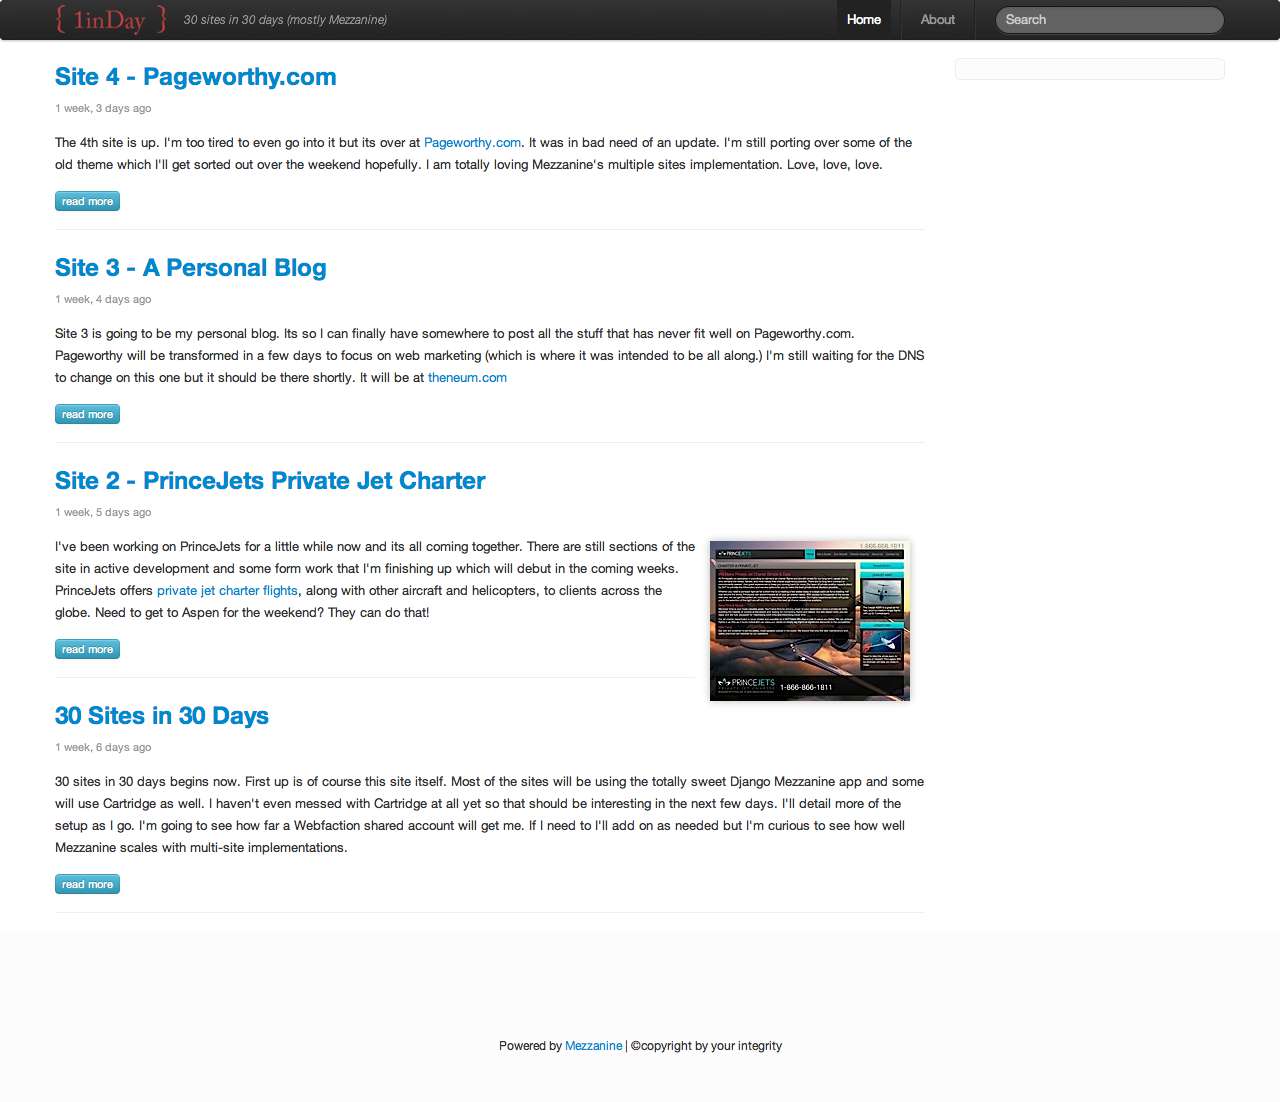 { 1inDay }
30 sites in 30 days (mostly Mezzanine)
Home
About
Search
Site 4 - Pageworthy.com
1 week, 3 days ago
The 4th site is up. I'm too tired to even go into it but its over at Pageworthy.com. It was in bad need of an update. I'm still porting over some of the
old theme which I'll get sorted out over the weekend hopefully. I am totally loving Mezzanine's multiple sites implementation. Love, love, love.
read more
Site 3 - A Personal Blog
1 week, 4 days ago
Site 3 is going to be my personal blog. Its so I can finally have somewhere to post all the stuff that has never fit well on Pageworthy.com.
Pageworthy will be transformed in a few days to focus on web marketing (which is where it was intended to be all along.) I'm still waiting for the DNS
to change on this one but it should be there shortly. It will be at theneum.com
read more
Site 2 - PrinceJets Private Jet Charter
1 week, 5 days ago
I've been working on PrinceJets for a little while now and its all coming together. There are still sections of the
site in active development and some form work that I'm finishing up which will debut in the coming weeks.
PrinceJets offers private jet charter flights, along with other aircraft and helicopters, to clients across the
globe. Need to get to Aspen for the weekend? They can do that!
read more
1-866-866-1811
PRINCEJETS
CHARTER A PRIVATE JET
PRINCEJETS
PRIVATE JET CHARTER
1-866-866-1811
30 Sites in 30 Days
1 week, 6 days ago
30 sites in 30 days begins now. First up is of course this site itself. Most of the sites will be using the totally sweet Django Mezzanine app and some
will use Cartridge as well. I haven't even messed with Cartridge at all yet so that should be interesting in the next few days. I'll detail more of the
setup as I go. I'm going to see how far a Webfaction shared account will get me. If I need to I'll add on as needed but I'm curious to see how well
Mezzanine scales with multi-site implementations.
read more
Powered by Mezzanine | ©copyright by your integrity